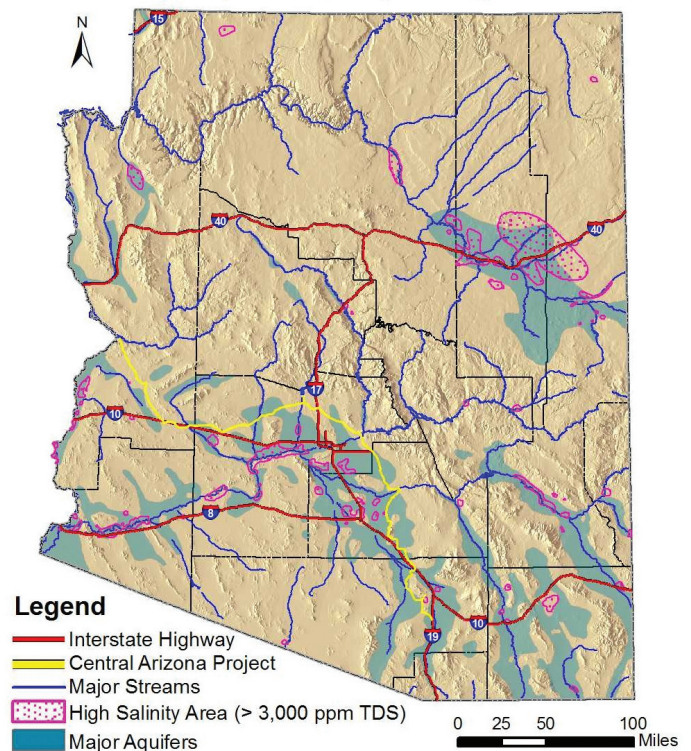 15
N
40
40
17
10
8
10
19
Legend
Interstate Highway
Central Arizona Project
Major Streams
High Salinity Area (> 3,000 ppm TDS)
Major Aquifers
0 25 50 100
Miles